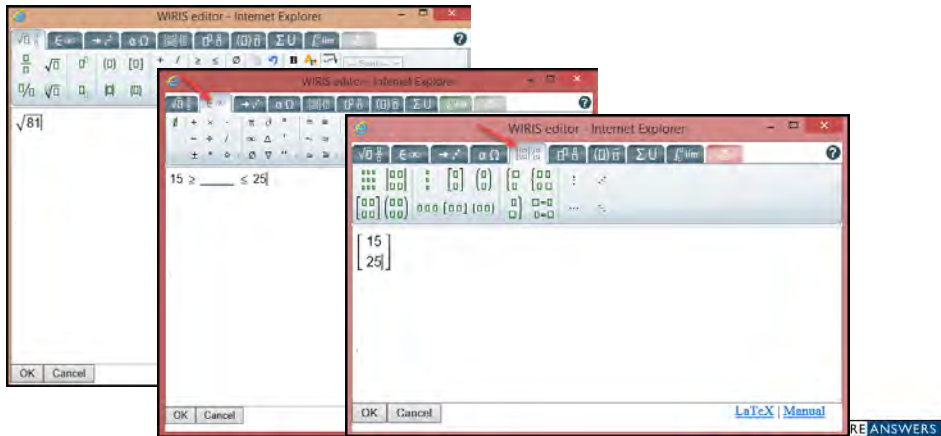 WIRIS editor - Internet Explorer
√81
OK Cancel
WIRIS editor - Internet Explorer
15 ≥ _____ ≤ 25
OK Cancel
WIRIS editor - Internet Explorer
[15
25]
OK Cancel
LaTeX | Manual
RE ANSWERS